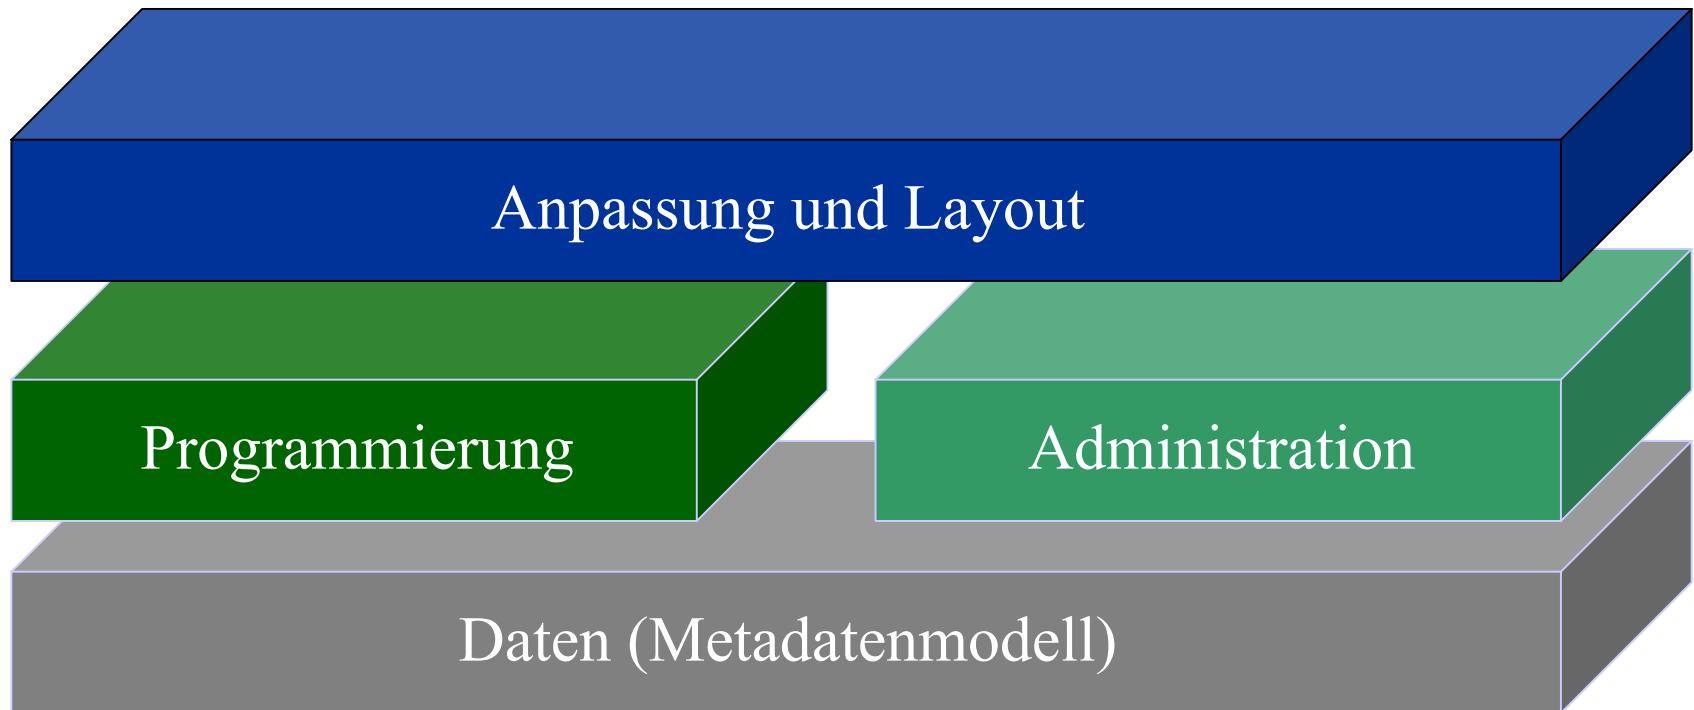 Anpassung und Layout
Programmierung
Administration
Daten (Metadatenmodell)